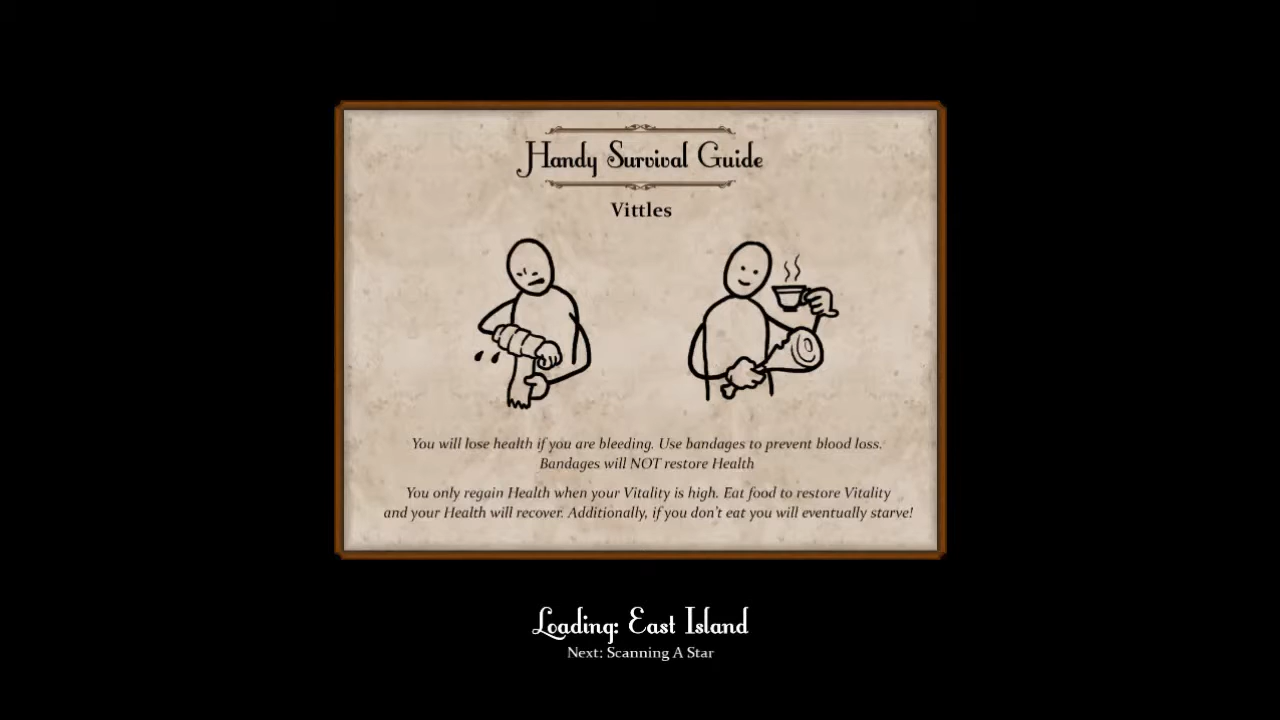 Handy Survival Guide
Vittles
You will lose health if you are bleeding. Use bandages to prevent blood loss.
Bandages will NOT restore Health
You only regain Health when your Vitality is high. Eat food to restore Vitality
and your Health will recover. Additionally, if you don't eat you will eventually starve!
Loading: East Island
Next: Scanning A Star